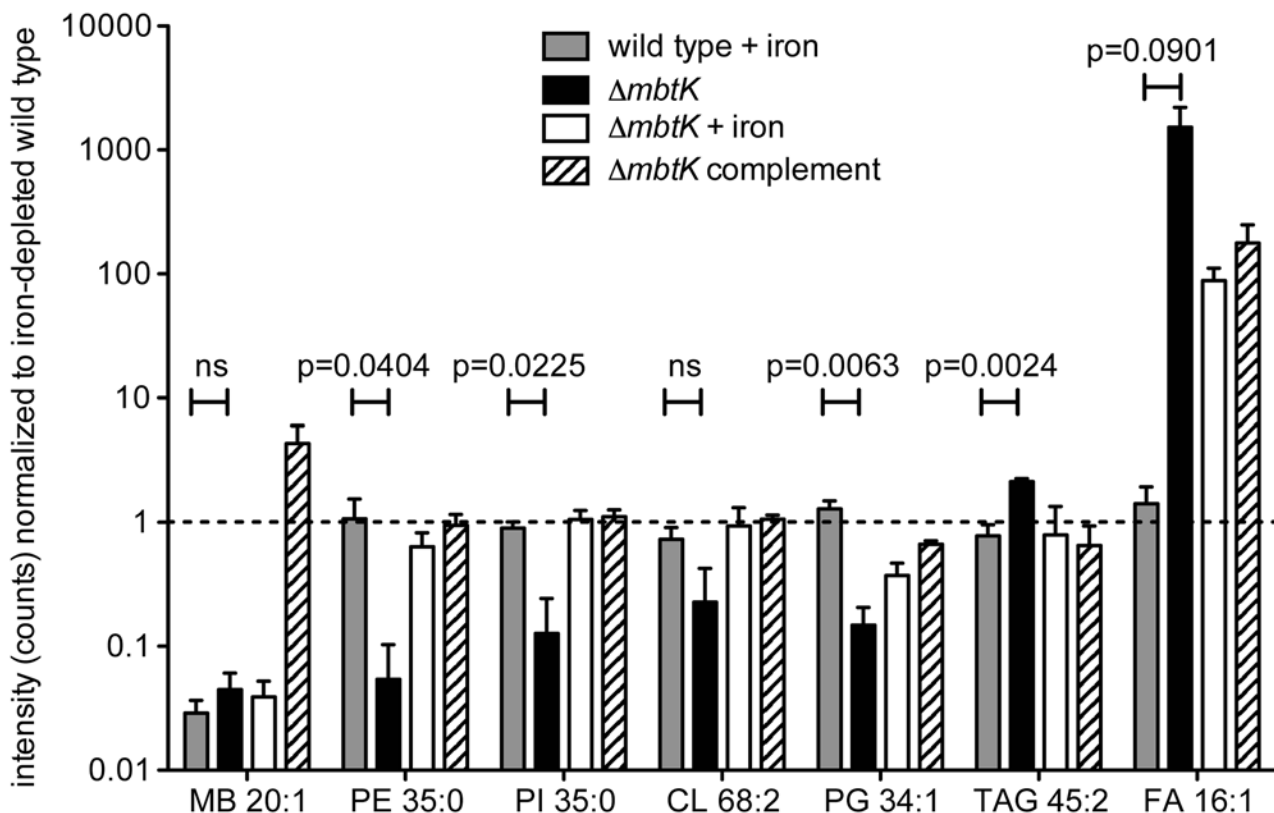 intensity (counts) normalized to iron-depleted wild type
10000
1000
100
10
1
0.1
0.01
wild type + iron
ΔmbtK
ΔmbtK + iron
ΔmbtK complement
p=0.0901
ns
p=0.0404
p=0.0225
ns
p=0.0063
p=0.0024
MB 20:1 PE 35:0 PI 35:0 CL 68:2 PG 34:1 TAG 45:2 FA 16:1